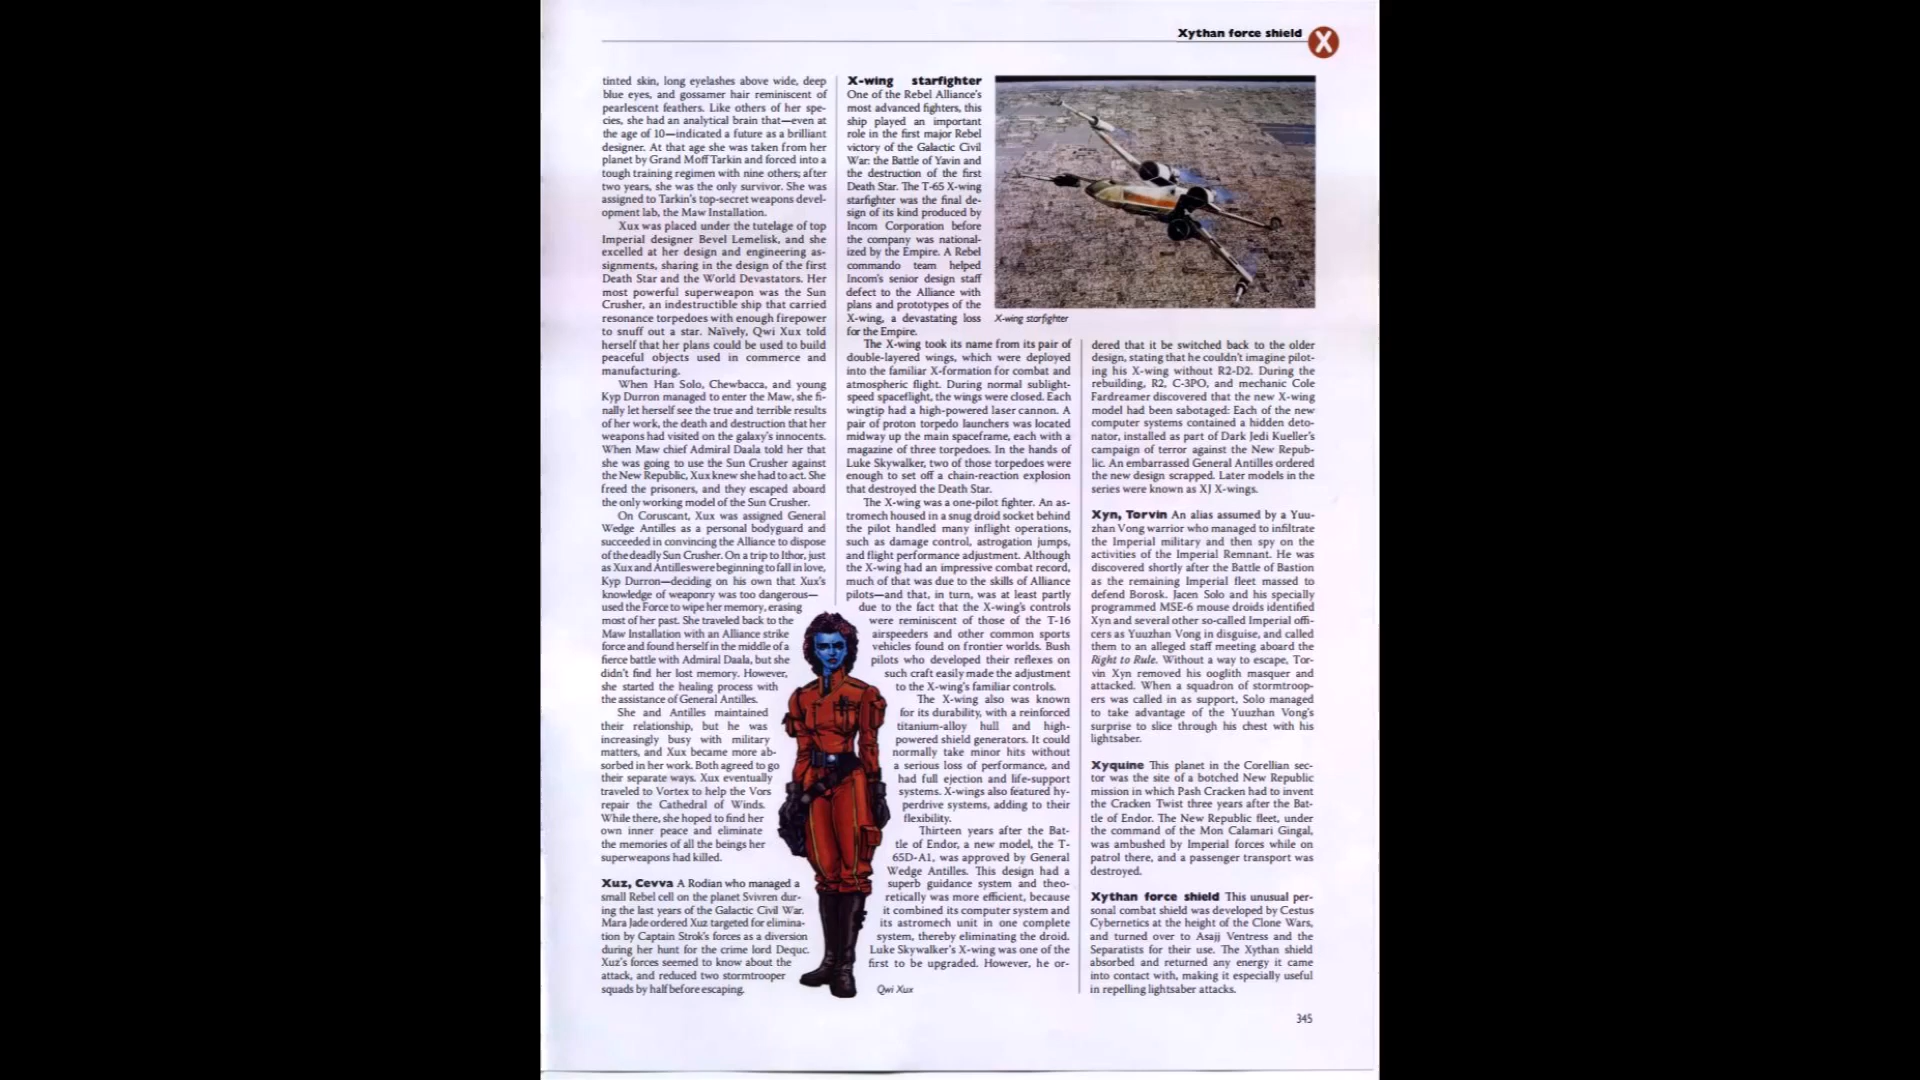 Xythan force shield
X
tinted skin, long eyelashes above wide, deep
blue eyes, and gossamer hair reminiscent of
pearlescent feathers. Like others of her spe-
cies, she had an analytical brain that—even at
the age of 10—indicated a future as a brilliant
designer. At that age she was taken from her
planet by Grand Moff Tarkin and forced into a
tough training regimen with nine others; after
two years, she was the only survivor. She was
assigned to Tarkin's top-secret weapons devel-
opment lab, the Maw Installation.
Xux was placed under the tutelage of top
Imperial designer Bevel Lemelisk, and she
excelled at her design and engineering as-
signments, sharing in the design of the first
Death Star and the World Devastators. Her
most powerful superweapon was the Sun
Crusher, an indestructible ship that carried
resonance torpedoes with enough firepower
to snuff out a star. Naïvely, Qwi Xux told
herself that her plans could be used to build
peaceful objects used in commerce and
manufacturing.
When Han Solo, Chewbacca, and young
Kyp Durron managed to enter the Maw, she fi-
nally let herself see the true and terrible results
of her work, the death and destruction that her
weapons had visited on the galaxy's innocents.
When Maw chief Admiral Daala told her that
she was going to use the Sun Crusher against
the New Republic, Xux knew she had to act. She
freed the prisoners, and they escaped aboard
the only working model of the Sun Crusher.
On Coruscant, Xux was assigned General
Wedge Antilles as a personal bodyguard and
succeeded in convincing the Alliance to dispose
of the deadly Sun Crusher. On a trip to Ithor, just
as Xux and Antilles were beginning to fall in love,
Kyp Durron—deciding on his own that Xux's
knowledge of weaponry was too dangerous—
used the Force to wipe her memory, erasing
most of her past. She traveled back to the
Maw Installation with an Alliance strike
force and found herself in the middle of a
fierce battle with Admiral Daala, but she
didn't find her lost memory. However,
she started the healing process with
the assistance of General Antilles.
She and Antilles maintained
their relationship, but he was
increasingly busy with military
matters, and Xux became more ab-
sorbed in her work. Both agreed to go
their separate ways. Xux eventually
traveled to Vortex to help the Vors
repair the Cathedral of Winds.
While there, she hoped to find her
own inner peace and eliminate
the memories of all the beings her
superweapons had killed.
Xuz, Cevva A Rodian who managed a
small Rebel cell on the planet Svivren dur-
ing the last years of the Galactic Civil War.
Mara Jade ordered Xuz targeted for elimina-
tion by Captain Strok's forces as a diversion
during her hunt for the crime lord Dequc.
Xuz's forces seemed to know about the
attack, and reduced two stormtrooper
squads by half before escaping.
X-wing starfighter
One of the Rebel Alliance's
most advanced fighters, this
ship played an important
role in the first major Rebel
victory of the Galactic Civil
War: the Battle of Yavin and
the destruction of the first
Death Star. The T-65 X-wing
starfighter was the final de-
sign of its kind produced by
Incom Corporation before
the company was national-
ized by the Empire. A Rebel
commando team helped
Incom's senior design staff
defect to the Alliance with
plans and prototypes of the
X-wing, a devastating loss
for the Empire.
The X-wing took its name from its pair of
double-layered wings, which were deployed
into the familiar X-formation for combat and
atmospheric flight. During normal sublight-
speed spaceflight, the wings were closed. Each
wingtip had a high-powered laser cannon. A
pair of proton torpedo launchers was located
midway up the main spaceframe, each with a
magazine of three torpedoes. In the hands of
Luke Skywalker, two of those torpedoes were
enough to set off a chain-reaction explosion
that destroyed the Death Star.
The X-wing was a one-pilot fighter. An as-
tromech housed in a snug droid socket behind
the pilot handled many inflight operations,
such as damage control, astrogation jumps,
and flight performance adjustment. Although
the X-wing had an impressive combat record,
much of that was due to the skills of Alliance
pilots—and that, in turn, was at least partly
due to the fact that the X-wing's controls
were reminiscent of those of the T-16
airspeeders and other common sports
vehicles found on frontier worlds. Bush
pilots who developed their reflexes on
such craft easily made the adjustment
to the X-wing's familiar controls.
The X-wing also was known
for its durability, with a reinforced
titanium-alloy hull and high-
powered shield generators. It could
normally take minor hits without
a serious loss of performance, and
had full ejection and life-support
systems. X-wings also featured hy-
perdrive systems, adding to their
flexibility.
Thirteen years after the Bat-
tle of Endor, a new model, the T-
65D-A1, was approved by General
Wedge Antilles. This design had a
superb guidance system and theo-
retically was more efficient, because
it combined its computer system and
its astromech unit in one complete
system, thereby eliminating the droid.
Luke Skywalker's X-wing was one of the
first to be upgraded. However, he or-
Qwi Xux
X-wing starfighter
dered that it be switched back to the older
design, stating that he couldn't imagine pilot-
ing his X-wing without R2-D2. During the
rebuilding, R2, C-3PO, and mechanic Cole
Fardreamer discovered that the new X-wing
model had been sabotaged: Each of the new
computer systems contained a hidden deto-
nator, installed as part of Dark Jedi Kueller's
campaign of terror against the New Repub-
lic. An embarrassed General Antilles ordered
the new design scrapped. Later models in the
series were known as XJ X-wings.
Xyn, Torvin An alias assumed by a Yuu-
zhan Vong warrior who managed to infiltrate
the Imperial military and then spy on the
activities of the Imperial Remnant. He was
discovered shortly after the Battle of Bastion
as the remaining Imperial fleet massed to
defend Borosk. Jacen Solo and his specially
programmed MSE-6 mouse droids identified
Xyn and several other so-called Imperial offi-
cers as Yuuzhan Vong in disguise, and called
them to an alleged staff meeting aboard the
Right to Rule. Without a way to escape, Tor-
vin Xyn removed his ooglith masquer and
attacked. When a squadron of stormtroop-
ers was called in as support, Solo managed
to take advantage of the Yuuzhan Vong's
surprise to slice through his chest with his
lightsaber.
Xyquine This planet in the Corellian sec-
tor was the site of a botched New Republic
mission in which Pash Cracken had to invent
the Cracken Twist three years after the Bat-
tle of Endor. The New Republic fleet, under
the command of the Mon Calamari Gingal,
was ambushed by Imperial forces while on
patrol there, and a passenger transport was
destroyed.
Xythan force shield This unusual per-
sonal combat shield was developed by Cestus
Cybernetics at the height of the Clone Wars,
and turned over to Asajj Ventress and the
Separatists for their use. The Xythan shield
absorbed and returned any energy it came
into contact with, making it especially useful
in repelling lightsaber attacks.
345